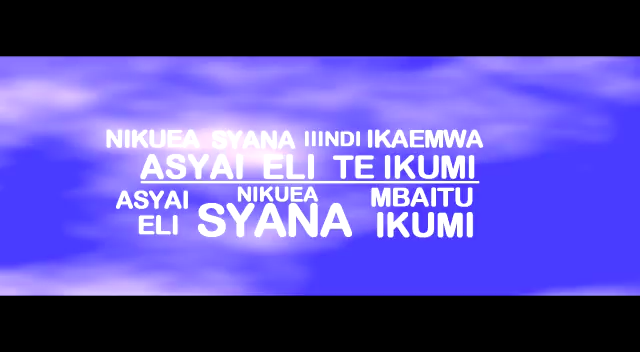 NIKUEA SYANA IIINDI IKAEMWA
ASYAI ELI TE IKUMI
ASYAI NIKUEA MBAITU
ELI SYANA IKUMI